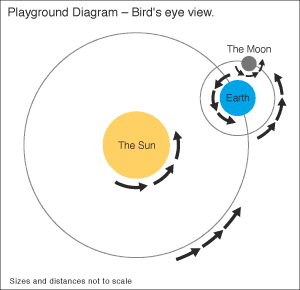 Playground Diagram – Bird's eye view.
The Moon
Earth
The Sun
Sizes and distances not to scale